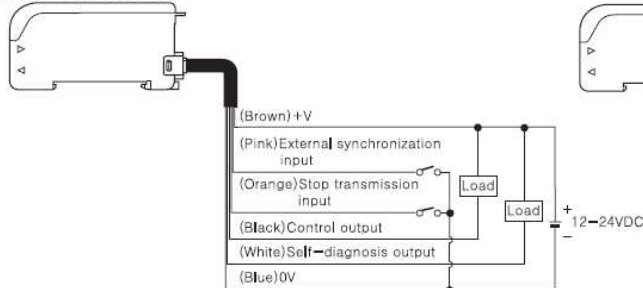 (Brown)+V
(Pink)External synchronization
input
(Orange)Stop transmission
input
Load
Load
(Black)Control output
+
12-24VDC
−
(White)Self-diagnosis output
(Blue)0V